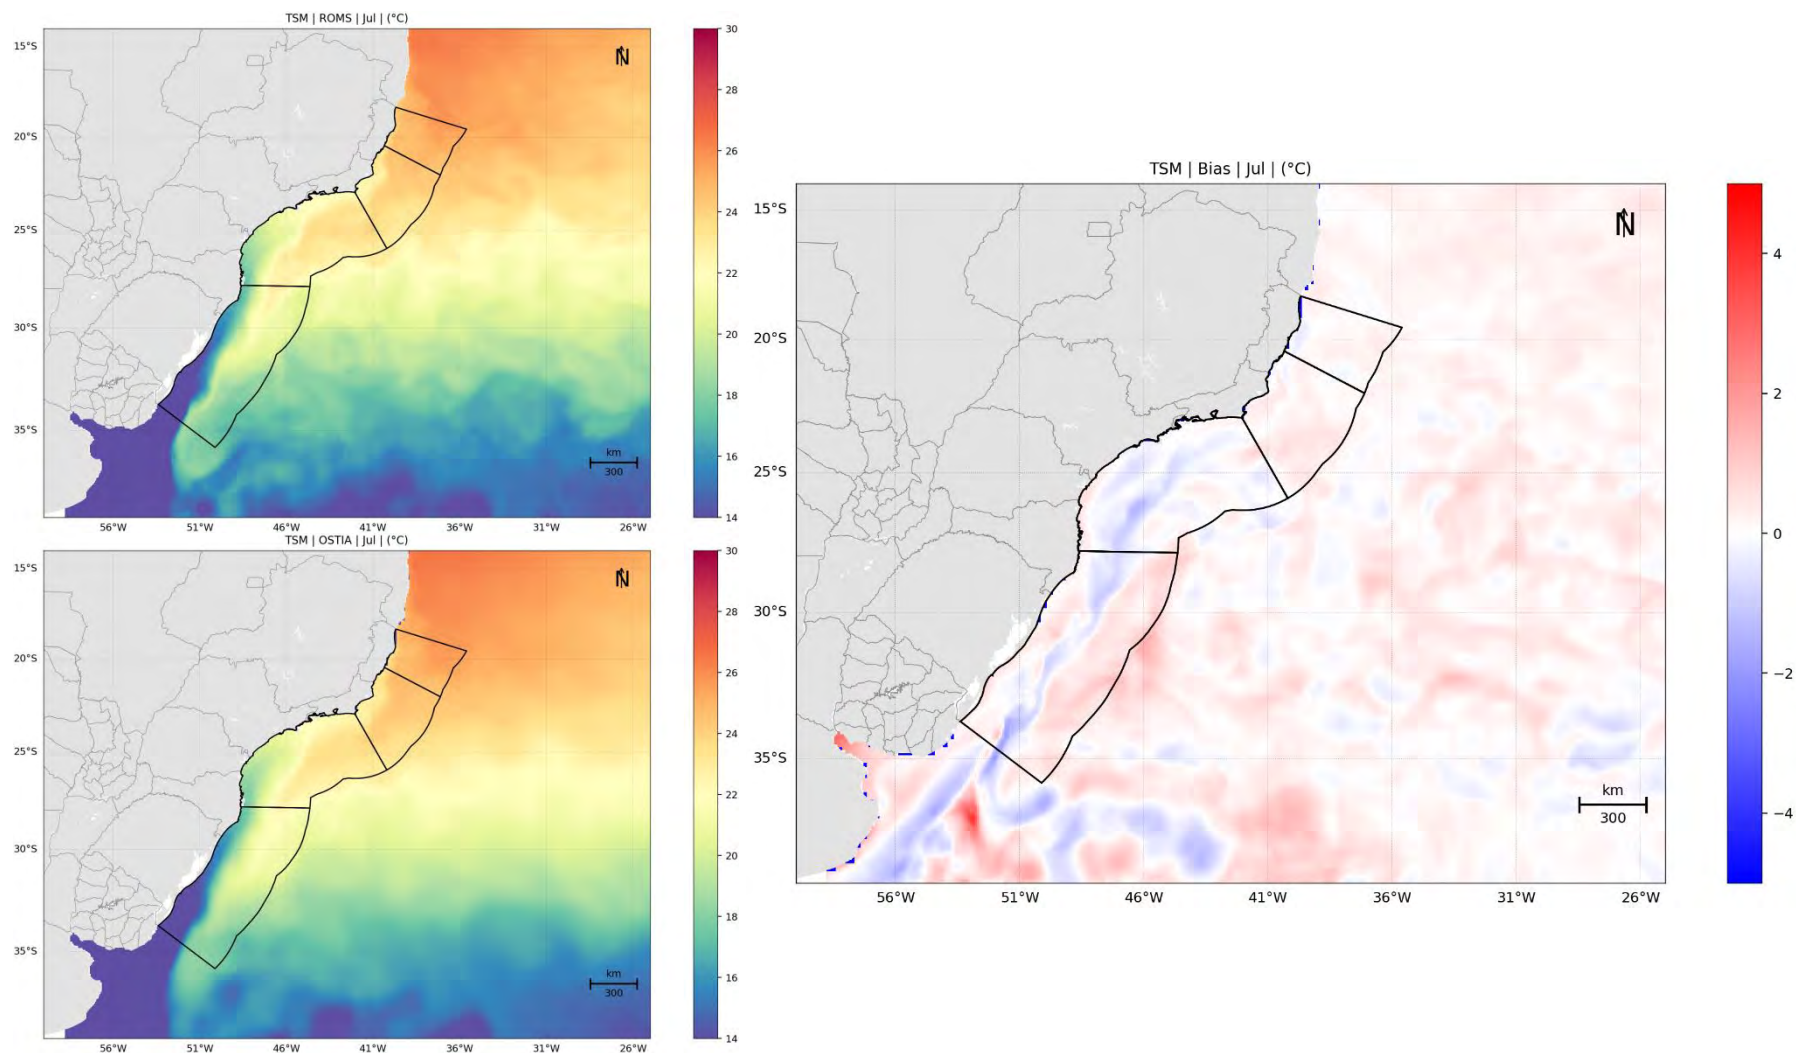 TSM | ROMS | Jul | (°C)
15°S
20°S
25°S
30°S
35°S
N
km
300
56°W
51°W
46°W
41°W
36°W
31°W
26°W
30
28
26
24
22
20
18
16
14
TSM | OSTIA | Jul | (°C)
15°S
20°S
25°S
30°S
35°S
N
km
300
56°W
51°W
46°W
41°W
36°W
31°W
26°W
30
28
26
24
22
20
18
16
14
TSM | Bias | Jul | (°C)
15°S
20°S
25°S
30°S
35°S
N
km
300
56°W
51°W
46°W
41°W
36°W
31°W
26°W
4
2
0
−2
−4